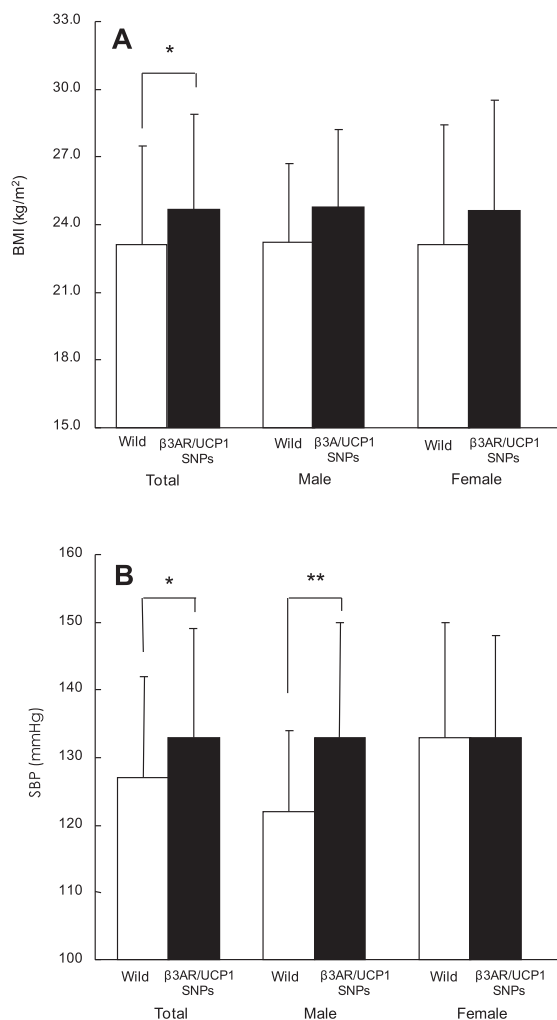 A
*
BMI (kg/m²)
33.0
30.0
27.0
24.0
21.0
18.0
15.0
Wild β3AR/UCP1 Wild β3A/UCP1 Wild β3AR/UCP1
SNPs SNPs SNPs
Total Male Female
B
* **
SBP (mmHg)
160
150
140
130
120
110
100
Wild β3AR/UCP1 Wild β3AR/UCP1 Wild β3AR/UCP1
SNPs SNPs SNPs
Total Male Female